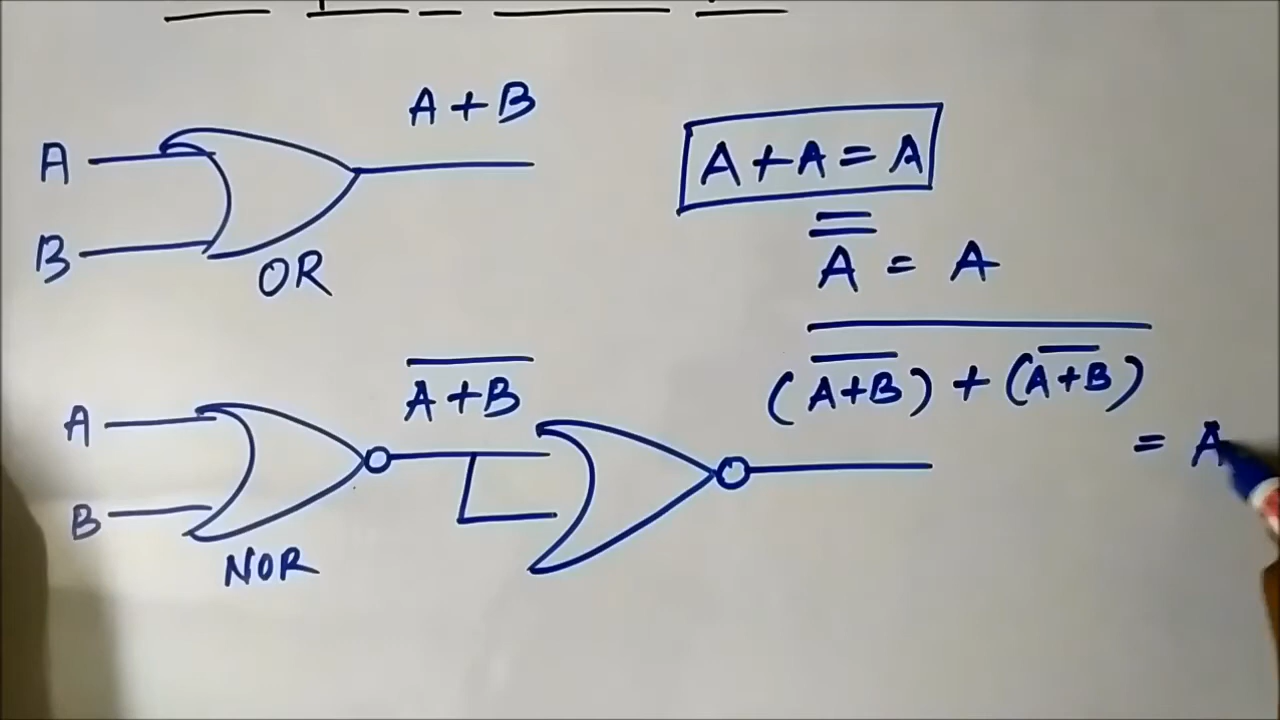 A+B
A
B
OR
A+A=A
A̿ = A
A̅+̅B̅
A
B
NOR
(̅A̅+̅B̅)̅ ̅+̅ ̅(̅A̅+̅B̅)̅
= A